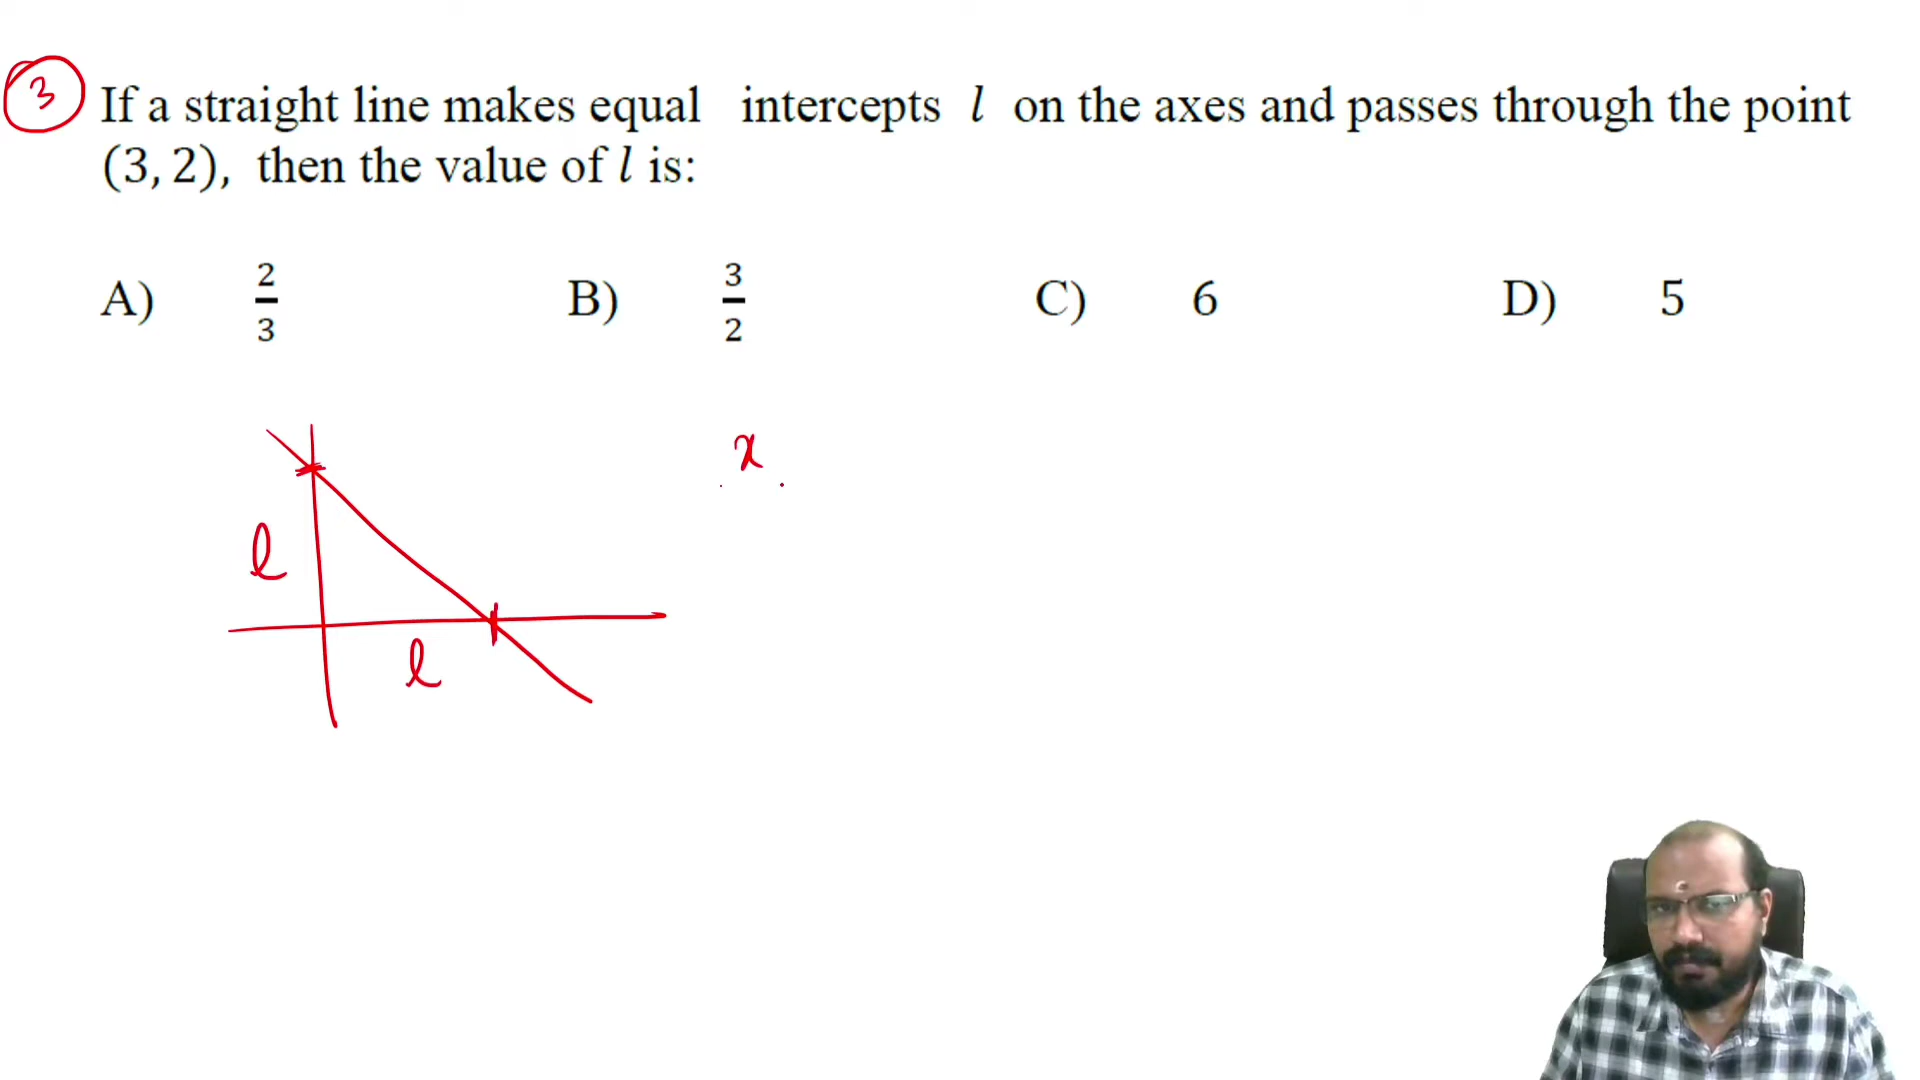 3
If a straight line makes equal intercepts l on the axes and passes through the point
(3, 2), then the value of l is:
A) 2/3 B) 3/2 C) 6 D) 5
x
l
l